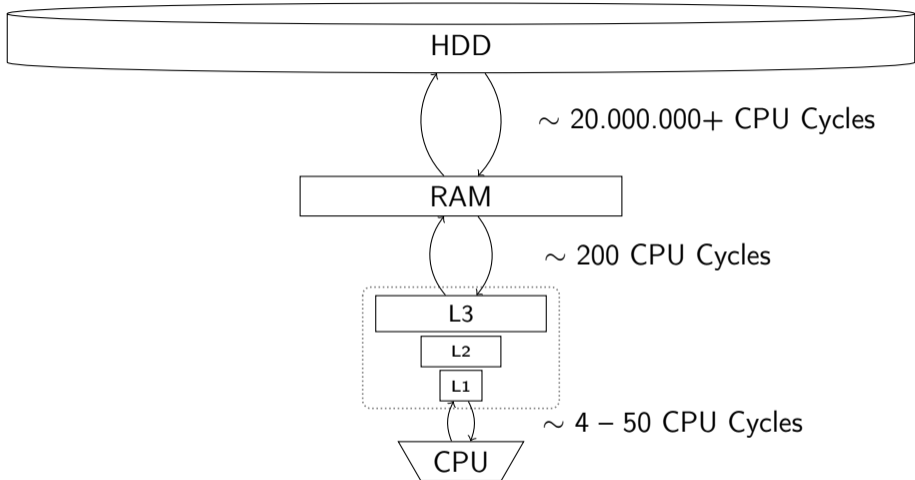 HDD
∼ 20.000.000+ CPU Cycles
RAM
∼ 200 CPU Cycles
L3
L2
L1
∼ 4 – 50 CPU Cycles
CPU